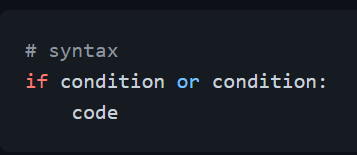 # syntax
if condition or condition:
    code